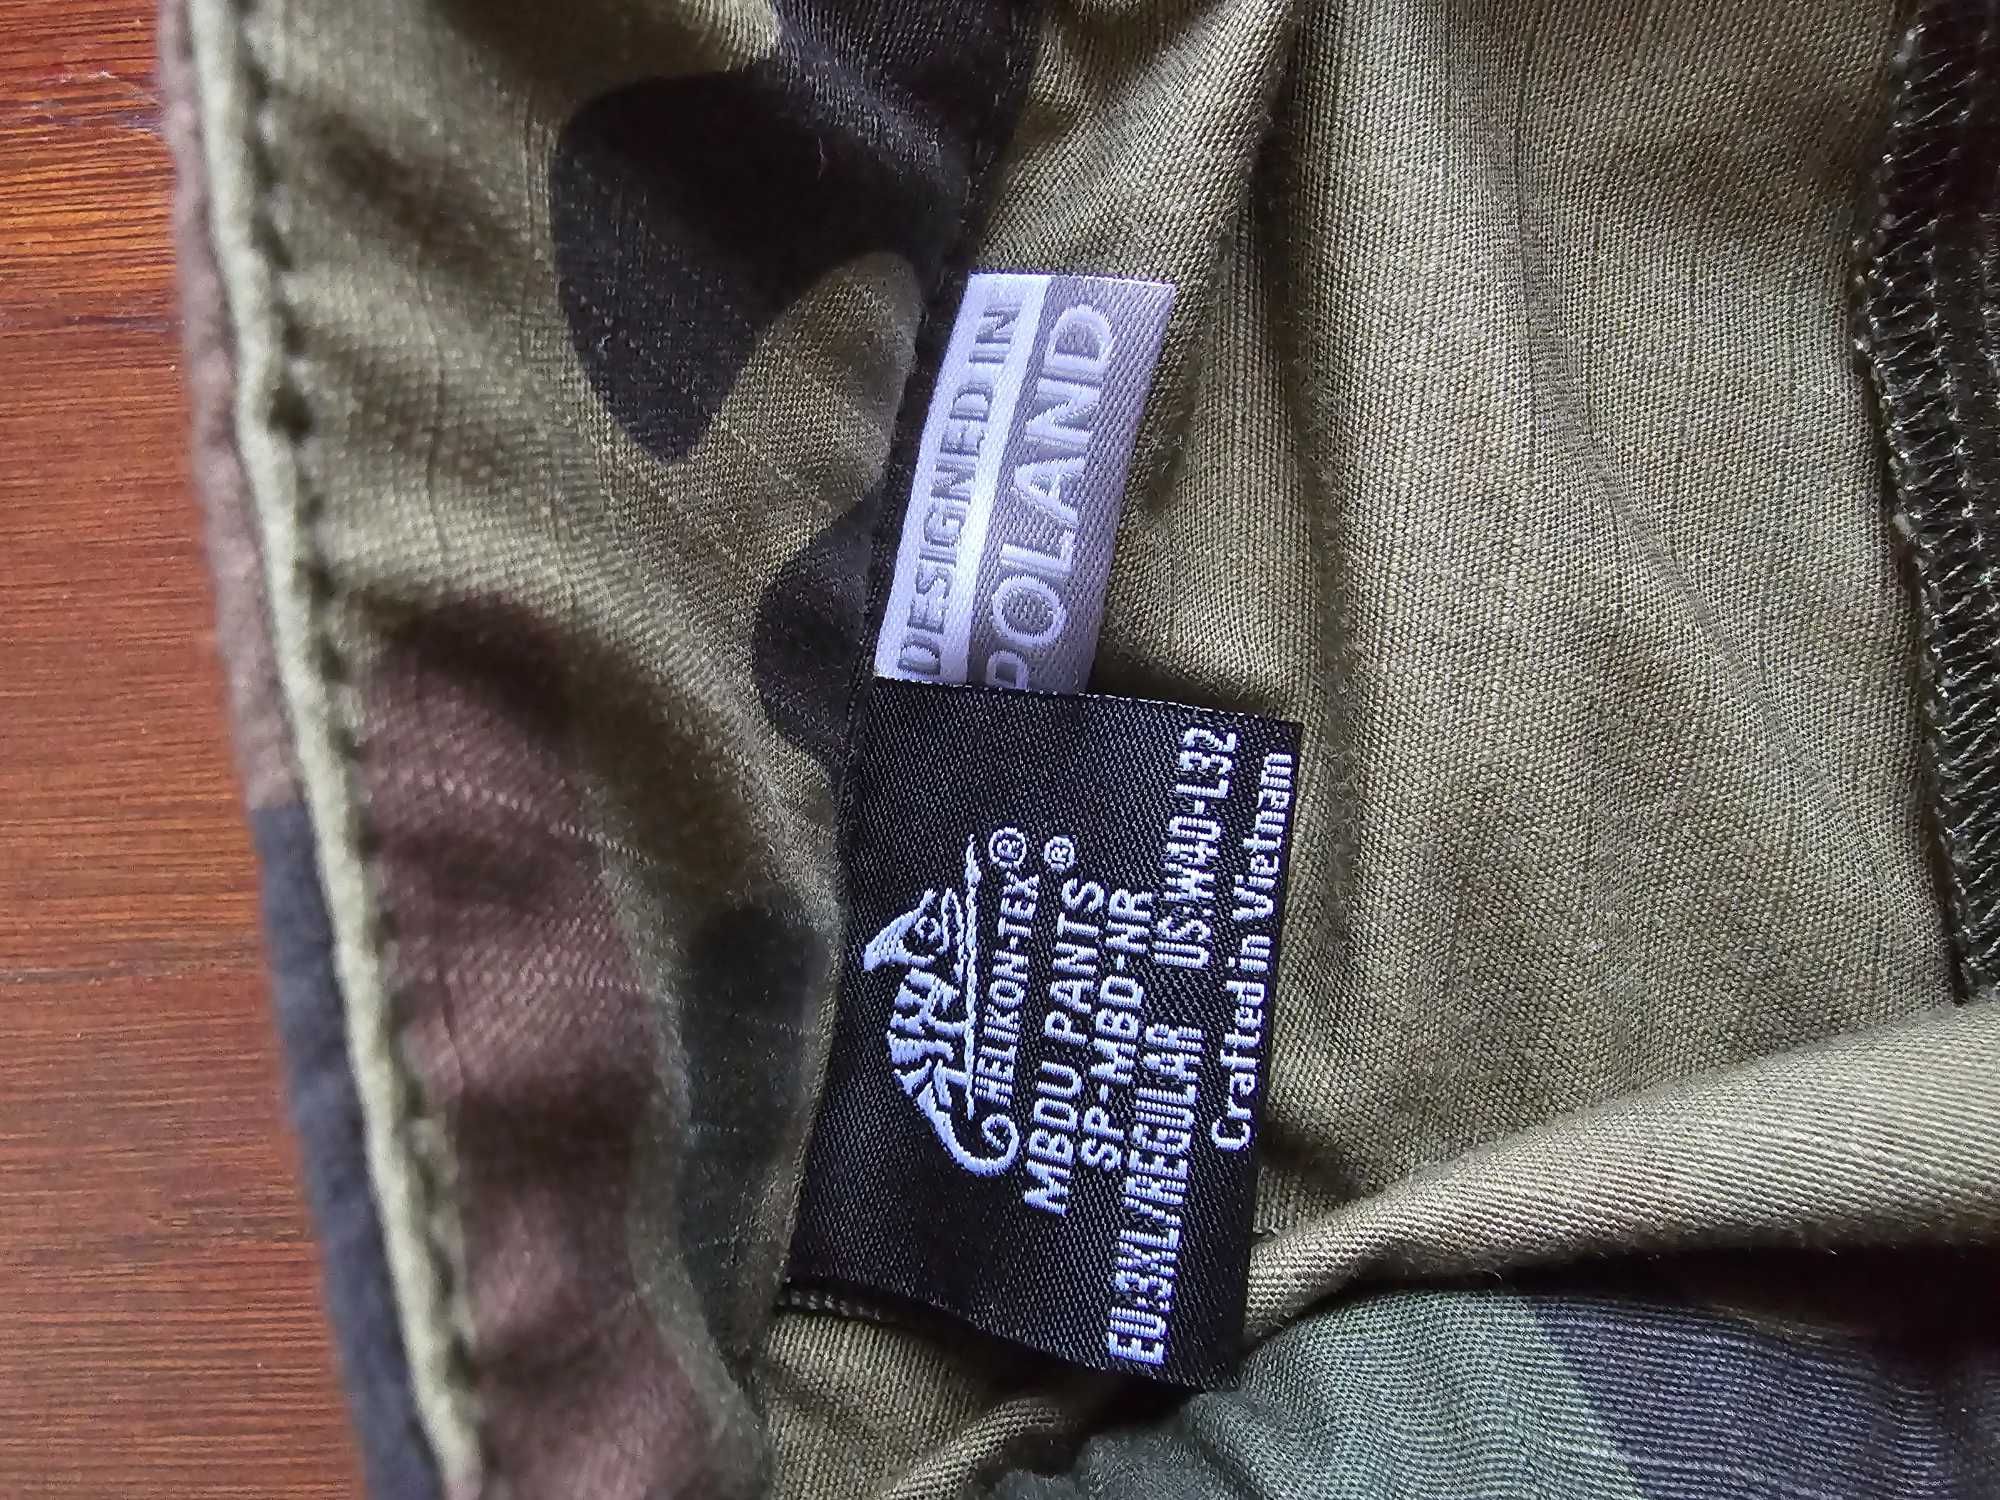 DESIGNED IN
POLAND
HELIKON-TEX®
MBDU PANTS®
SP-MBD-NR
EU:3XL/REGULAR US:W40-L32
Crafted in Vietnam